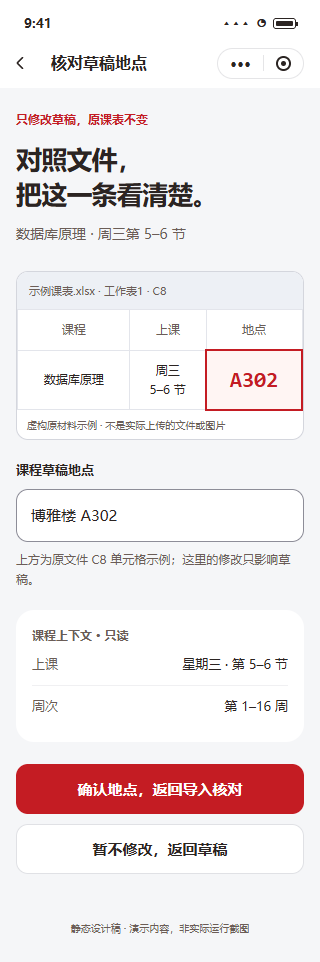 9:41
核对草稿地点
只修改草稿，原课表不变
对照文件，
把这一条看清楚。
数据库原理 · 周三第 5–6 节
示例课表.xlsx · 工作表1 · C8
课程 上课 地点
数据库原理 周三 5–6 节 A302
虚构原材料示例 · 不是实际上传的文件或图片
课程草稿地点
博雅楼 A302
上方为原文件 C8 单元格示例；这里的修改只影响草
稿。
课程上下文 · 只读
上课 星期三 · 第 5–6 节
周次 第 1–16 周
确认地点，返回导入核对
暂不修改，返回草稿
静态设计稿 · 演示内容，非实际运行截图